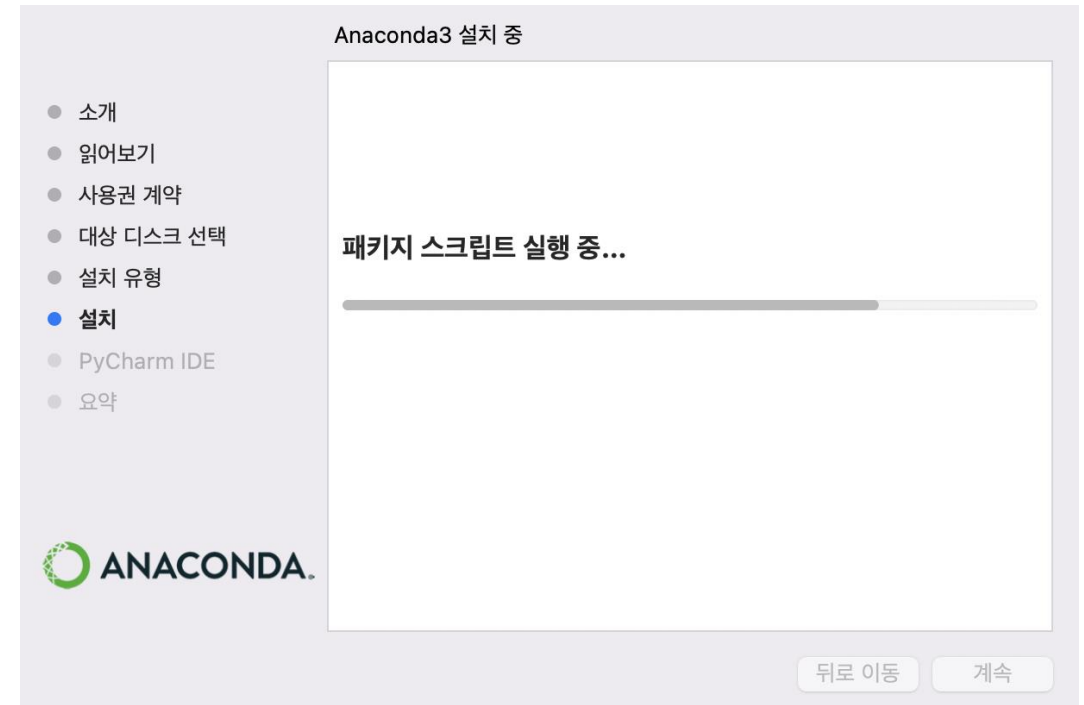 Anaconda3 설치 중
소개
읽어보기
사용권 계약
대상 디스크 선택
설치 유형
설치
PyCharm IDE
요약
패키지 스크립트 실행 중...
ANACONDA.
뒤로 이동
계속